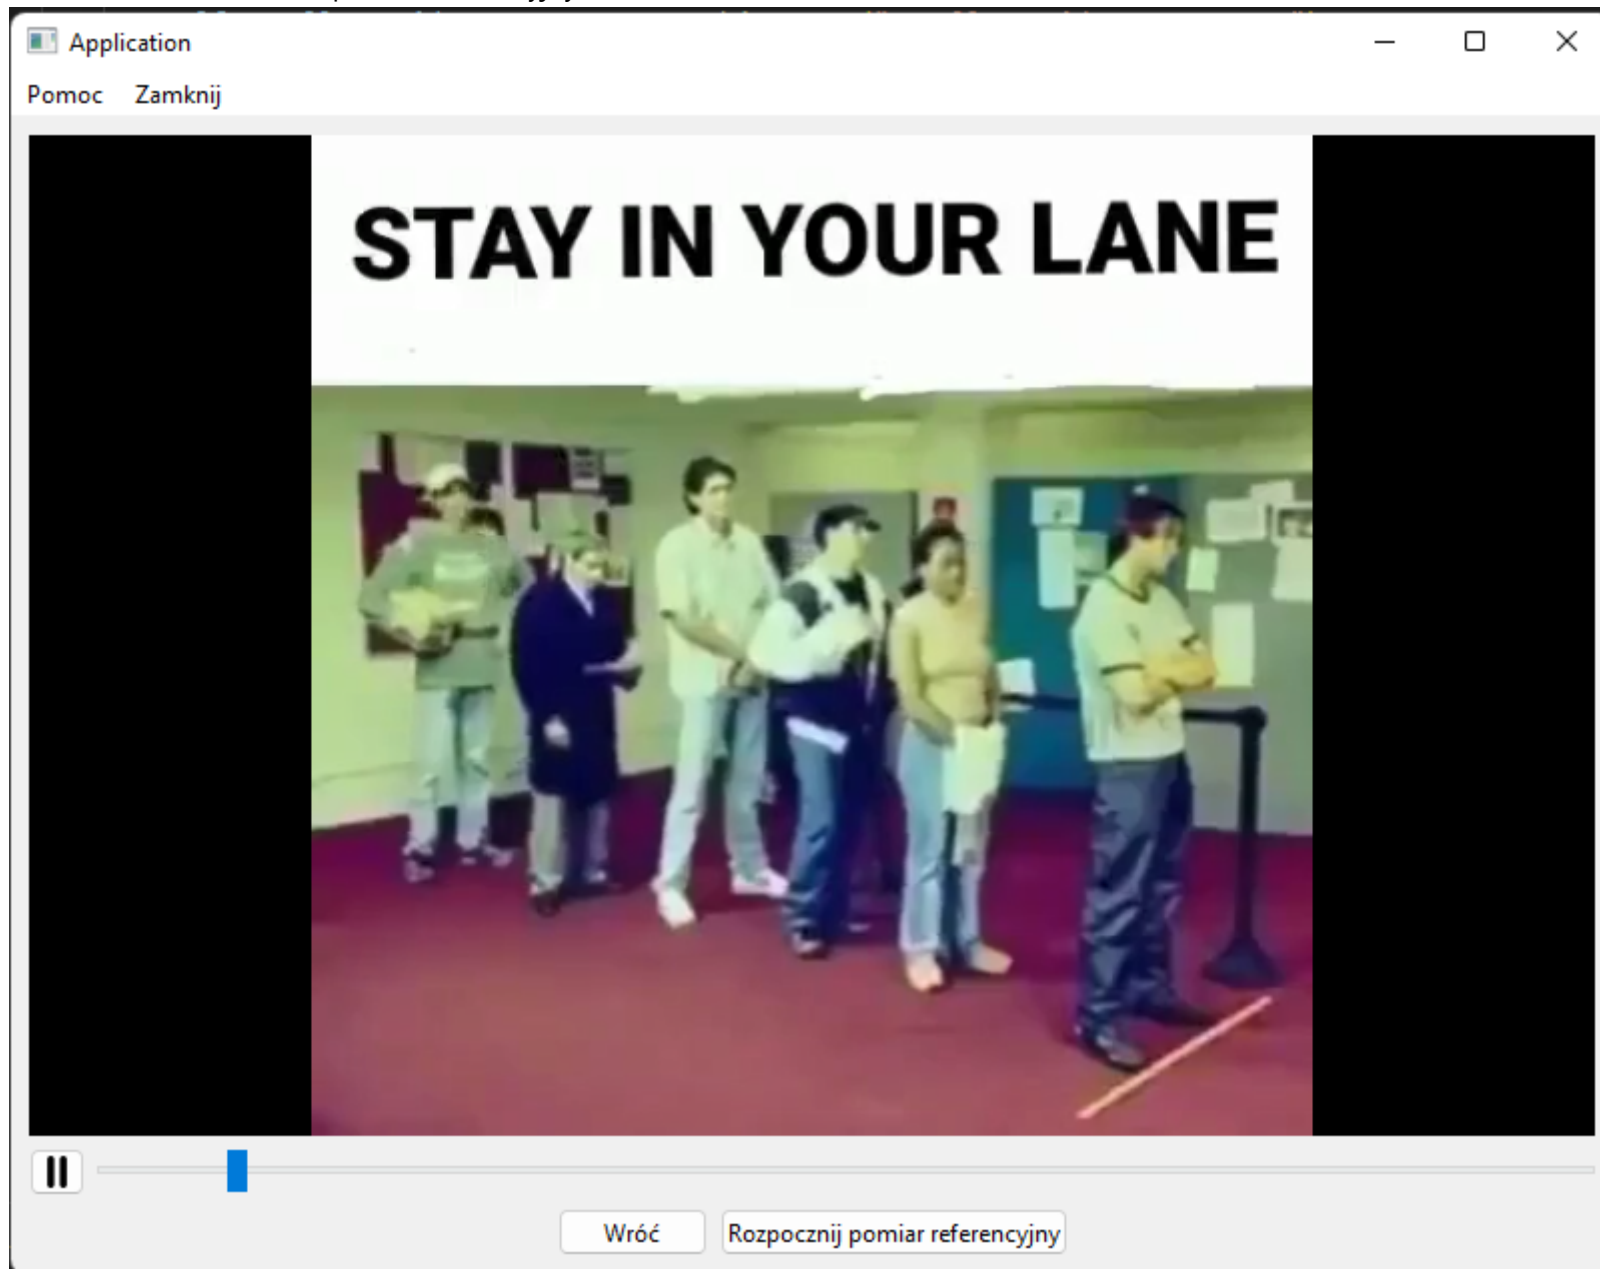 Application
Pomoc Zamknij
STAY IN YOUR LANE
Wróć Rozpocznij pomiar referencyjny